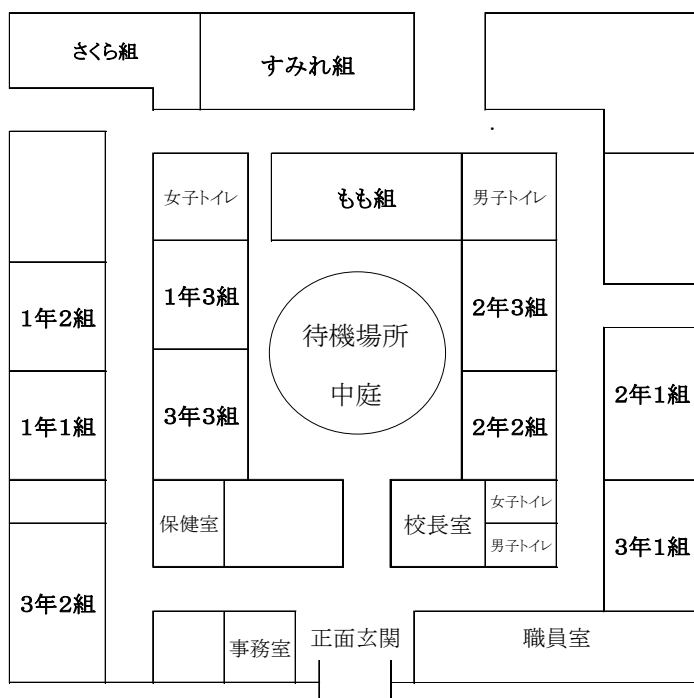 さくら組
すみれ組
女子トイレ
もも組
男子トイレ
1年2組
1年3組
待機場所
中庭
2年3組
1年1組
3年3組
2年2組
2年1組
保健室
校長室
女子トイレ
男子トイレ
3年1組
3年2組
事務室
正面玄関
職員室